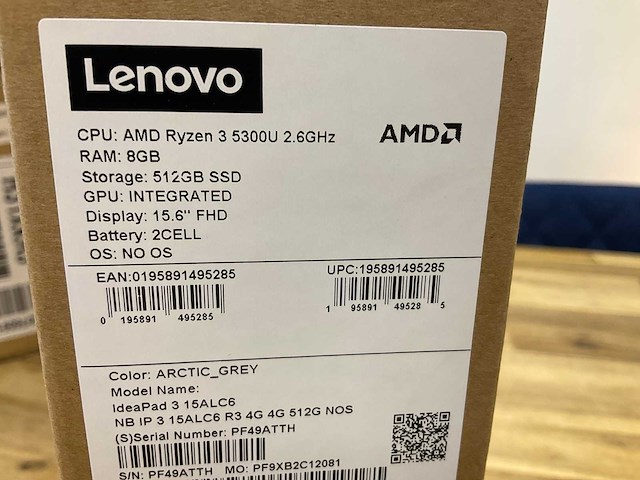 Lenovo
AMD
CPU: AMD Ryzen 3 5300U 2.6GHz
RAM: 8GB
Storage: 512GB SSD
GPU: INTEGRATED
Display: 15.6" FHD
Battery: 2CELL
OS: NO OS
EAN:0195891495285 UPC:195891495285
0 195891 495285 1 95891 49528 5
Color: ARCTIC_GREY
Model Name:
IdeaPad 3 15ALC6
NB IP 3 15ALC6 R3 4G 4G 512G NOS
(S)Serial Number: PF49ATTH
S/N: PF49ATTH MO: PF9XB2C12081